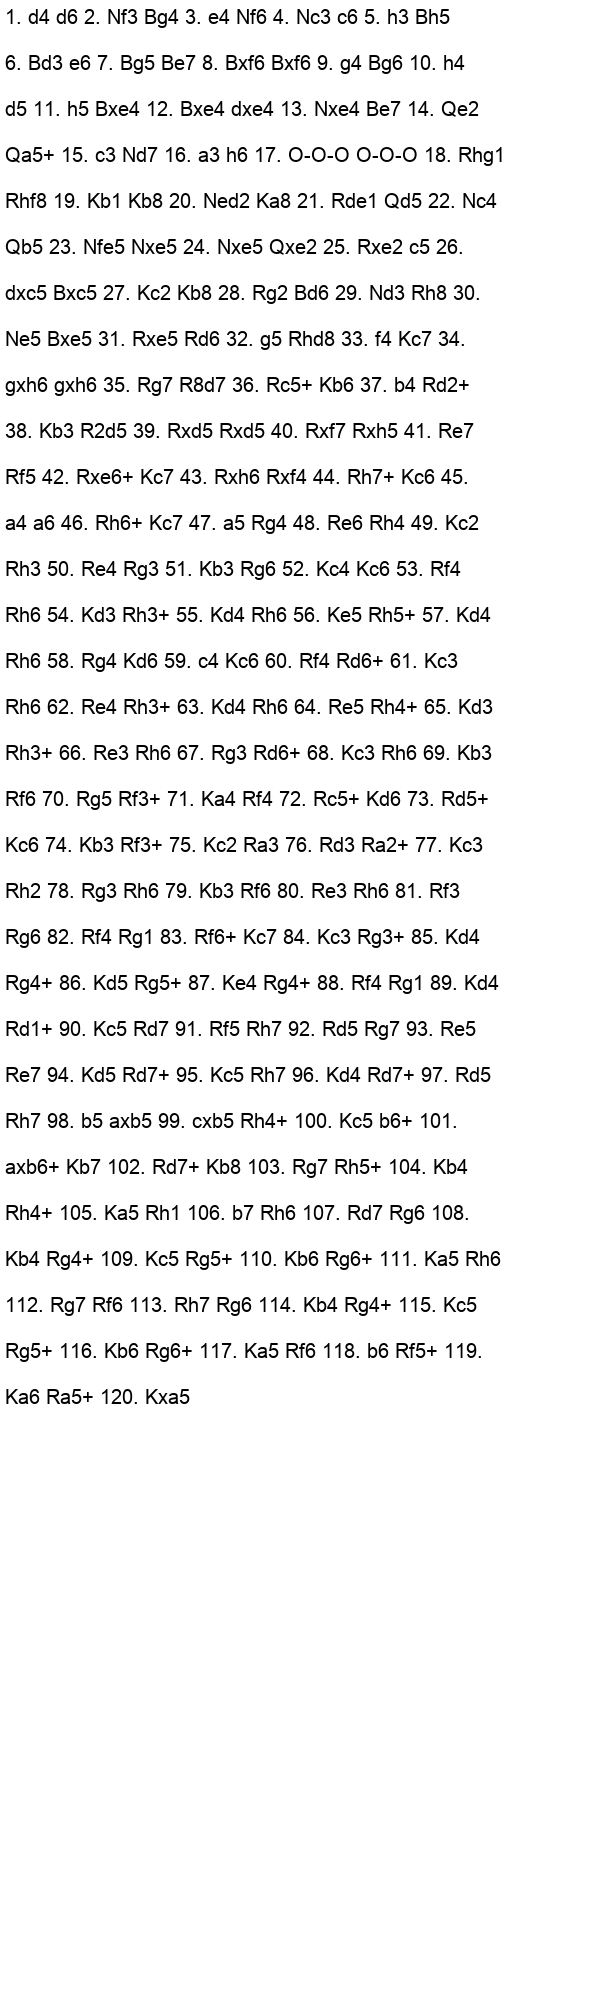 1. d4 d6 2. Nf3 Bg4 3. e4 Nf6 4. Nc3 c6 5. h3 Bh5
6. Bd3 e6 7. Bg5 Be7 8. Bxf6 Bxf6 9. g4 Bg6 10. h4
d5 11. h5 Bxe4 12. Bxe4 dxe4 13. Nxe4 Be7 14. Qe2
Qa5+ 15. c3 Nd7 16. a3 h6 17. O-O-O O-O-O 18. Rhg1
Rhf8 19. Kb1 Kb8 20. Ned2 Ka8 21. Rde1 Qd5 22. Nc4
Qb5 23. Nfe5 Nxe5 24. Nxe5 Qxe2 25. Rxe2 c5 26.
dxc5 Bxc5 27. Kc2 Kb8 28. Rg2 Bd6 29. Nd3 Rh8 30.
Ne5 Bxe5 31. Rxe5 Rd6 32. g5 Rhd8 33. f4 Kc7 34.
gxh6 gxh6 35. Rg7 R8d7 36. Rc5+ Kb6 37. b4 Rd2+
38. Kb3 R2d5 39. Rxd5 Rxd5 40. Rxf7 Rxh5 41. Re7
Rf5 42. Rxe6+ Kc7 43. Rxh6 Rxf4 44. Rh7+ Kc6 45.
a4 a6 46. Rh6+ Kc7 47. a5 Rg4 48. Re6 Rh4 49. Kc2
Rh3 50. Re4 Rg3 51. Kb3 Rg6 52. Kc4 Kc6 53. Rf4
Rh6 54. Kd3 Rh3+ 55. Kd4 Rh6 56. Ke5 Rh5+ 57. Kd4
Rh6 58. Rg4 Kd6 59. c4 Kc6 60. Rf4 Rd6+ 61. Kc3
Rh6 62. Re4 Rh3+ 63. Kd4 Rh6 64. Re5 Rh4+ 65. Kd3
Rh3+ 66. Re3 Rh6 67. Rg3 Rd6+ 68. Kc3 Rh6 69. Kb3
Rf6 70. Rg5 Rf3+ 71. Ka4 Rf4 72. Rc5+ Kd6 73. Rd5+
Kc6 74. Kb3 Rf3+ 75. Kc2 Ra3 76. Rd3 Ra2+ 77. Kc3
Rh2 78. Rg3 Rh6 79. Kb3 Rf6 80. Re3 Rh6 81. Rf3
Rg6 82. Rf4 Rg1 83. Rf6+ Kc7 84. Kc3 Rg3+ 85. Kd4
Rg4+ 86. Kd5 Rg5+ 87. Ke4 Rg4+ 88. Rf4 Rg1 89. Kd4
Rd1+ 90. Kc5 Rd7 91. Rf5 Rh7 92. Rd5 Rg7 93. Re5
Re7 94. Kd5 Rd7+ 95. Kc5 Rh7 96. Kd4 Rd7+ 97. Rd5
Rh7 98. b5 axb5 99. cxb5 Rh4+ 100. Kc5 b6+ 101.
axb6+ Kb7 102. Rd7+ Kb8 103. Rg7 Rh5+ 104. Kb4
Rh4+ 105. Ka5 Rh1 106. b7 Rh6 107. Rd7 Rg6 108.
Kb4 Rg4+ 109. Kc5 Rg5+ 110. Kb6 Rg6+ 111. Ka5 Rh6
112. Rg7 Rf6 113. Rh7 Rg6 114. Kb4 Rg4+ 115. Kc5
Rg5+ 116. Kb6 Rg6+ 117. Ka5 Rf6 118. b6 Rf5+ 119.
Ka6 Ra5+ 120. Kxa5